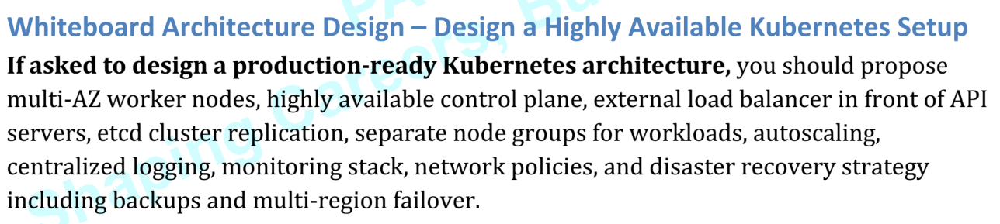 Whiteboard Architecture Design – Design a Highly Available Kubernetes Setup
If asked to design a production-ready Kubernetes architecture, you should propose
multi-AZ worker nodes, highly available control plane, external load balancer in front of API
servers, etcd cluster replication, separate node groups for workloads, autoscaling,
centralized logging, monitoring stack, network policies, and disaster recovery strategy
including backups and multi-region failover.
Shaping Careers,